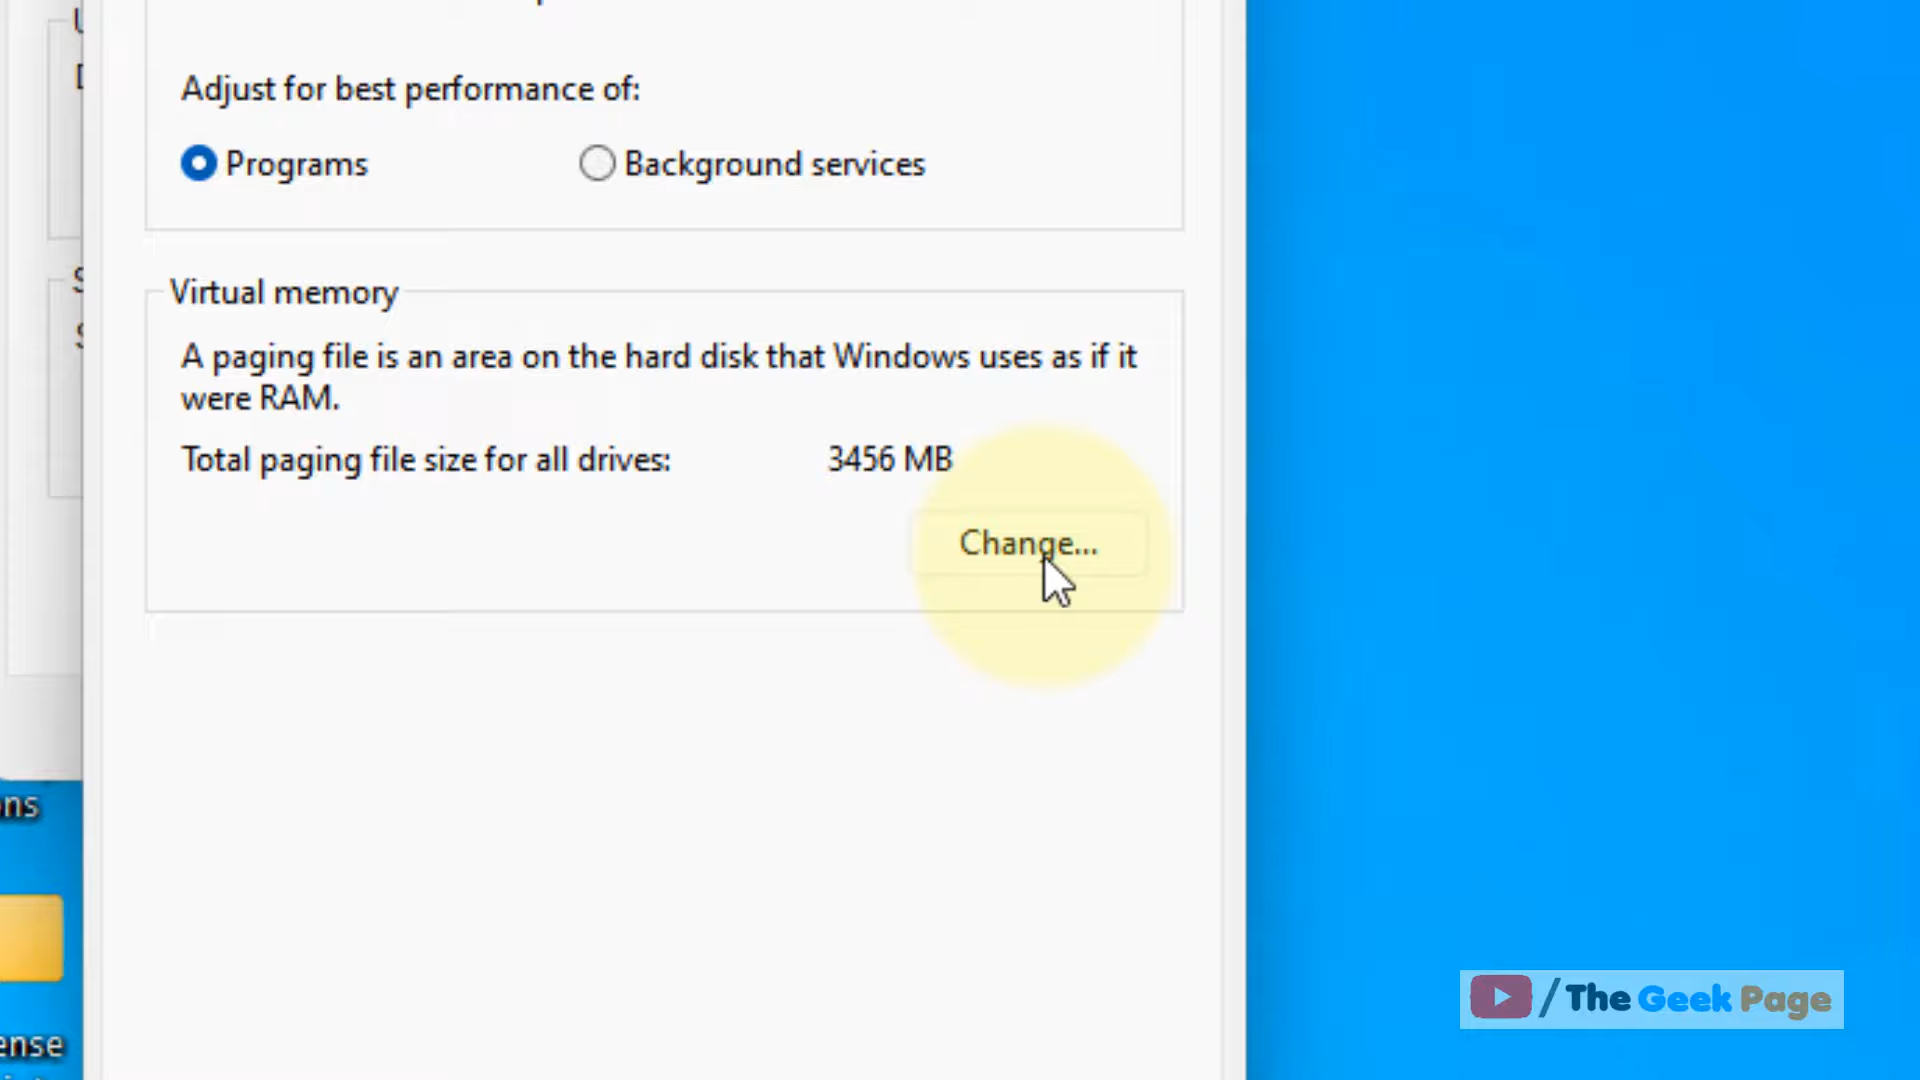 Adjust for best performance of:
Programs
Background services
Virtual memory
A paging file is an area on the hard disk that Windows uses as if it
were RAM.
Total paging file size for all drives:
3456 MB
Change...
ons
ense
/The Geek Page